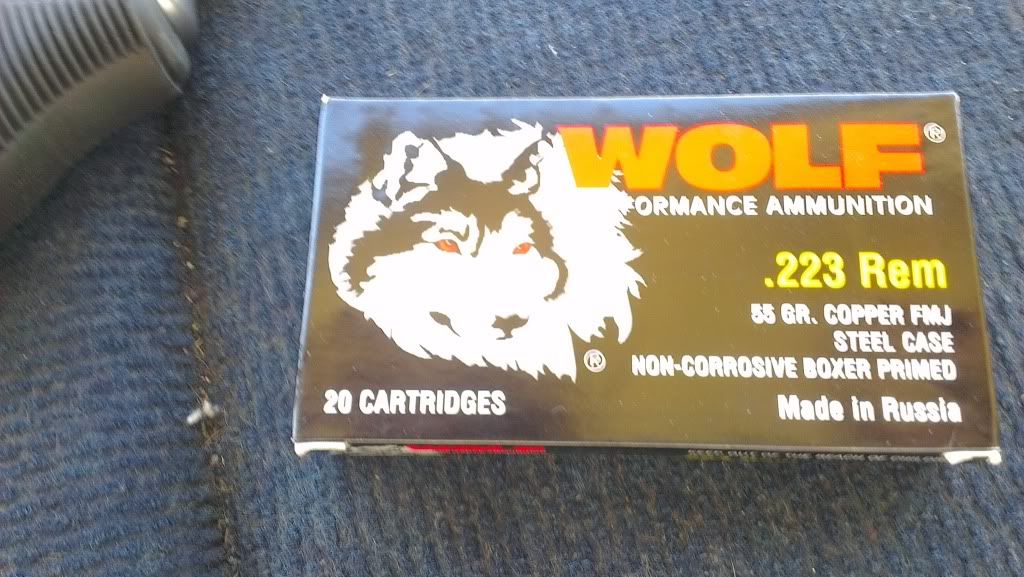 WOLF®
FORMANCE AMMUNITION
.223 Rem
55 GR. COPPER FMJ
STEEL CASE
®
NON-CORROSIVE BOXER PRIMED
20 CARTRIDGES
Made in Russia